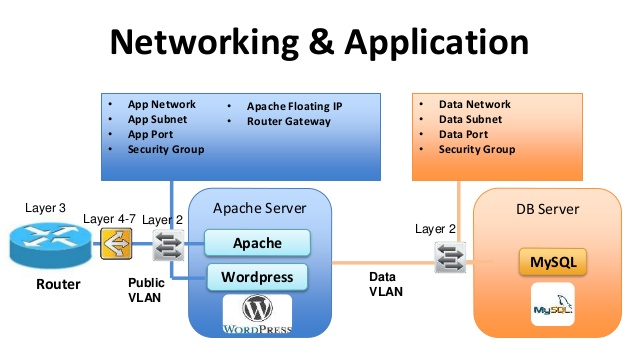 Networking & Application
• App Network
• App Subnet
• App Port
• Security Group
• Apache Floating IP
• Router Gateway
• Data Network
• Data Subnet
• Data Port
• Security Group
Layer 3
Layer 4-7
Layer 2
Apache Server
Layer 2
DB Server
Apache
Wordpress
MySQL
Router
Public
VLAN
Data
VLAN
W
WORDPRESS
MySQL